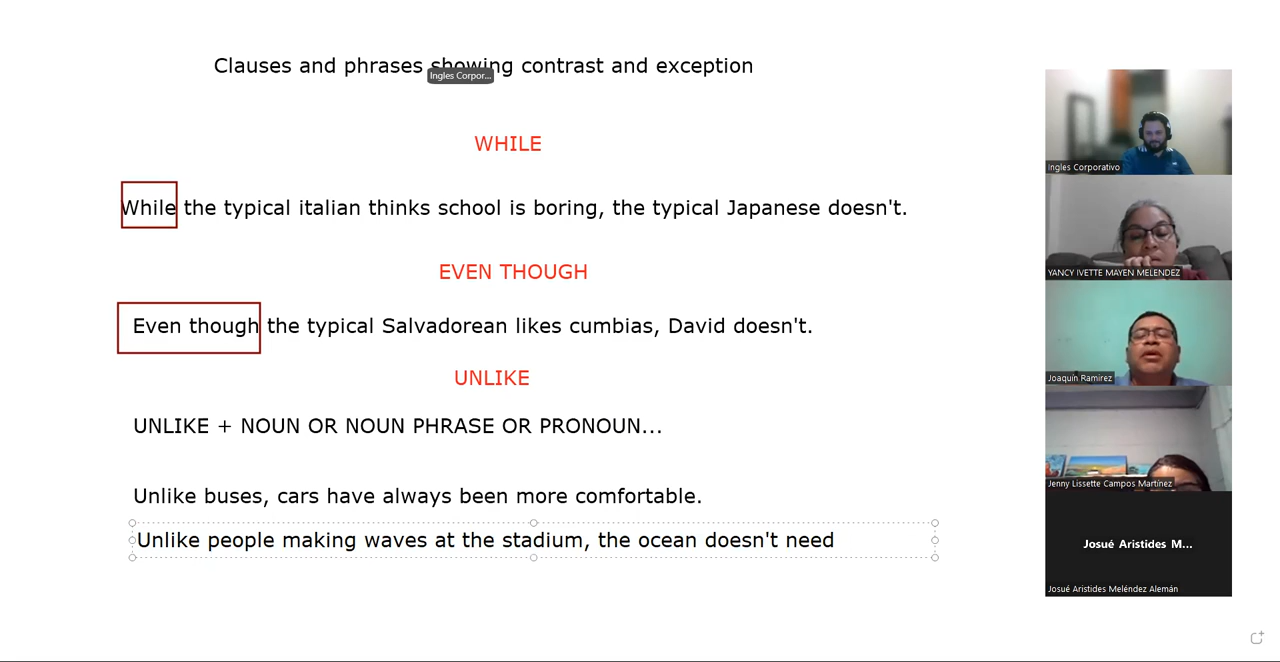 Clauses and phrases showing contrast and exception
Ingles Corpor...
WHILE
While the typical italian thinks school is boring, the typical Japanese doesn't.
EVEN THOUGH
Even though the typical Salvadorean likes cumbias, David doesn't.
UNLIKE
UNLIKE + NOUN OR NOUN PHRASE OR PRONOUN...
Unlike buses, cars have always been more comfortable.
Unlike people making waves at the stadium, the ocean doesn't need
Ingles Corporativo
YANCY IVETTE MAYEN MELENDEZ
Joaquín Ramirez
Jenny Lissette Campos Martínez
Josué Aristides M...
Josué Aristides Meléndez Alemán